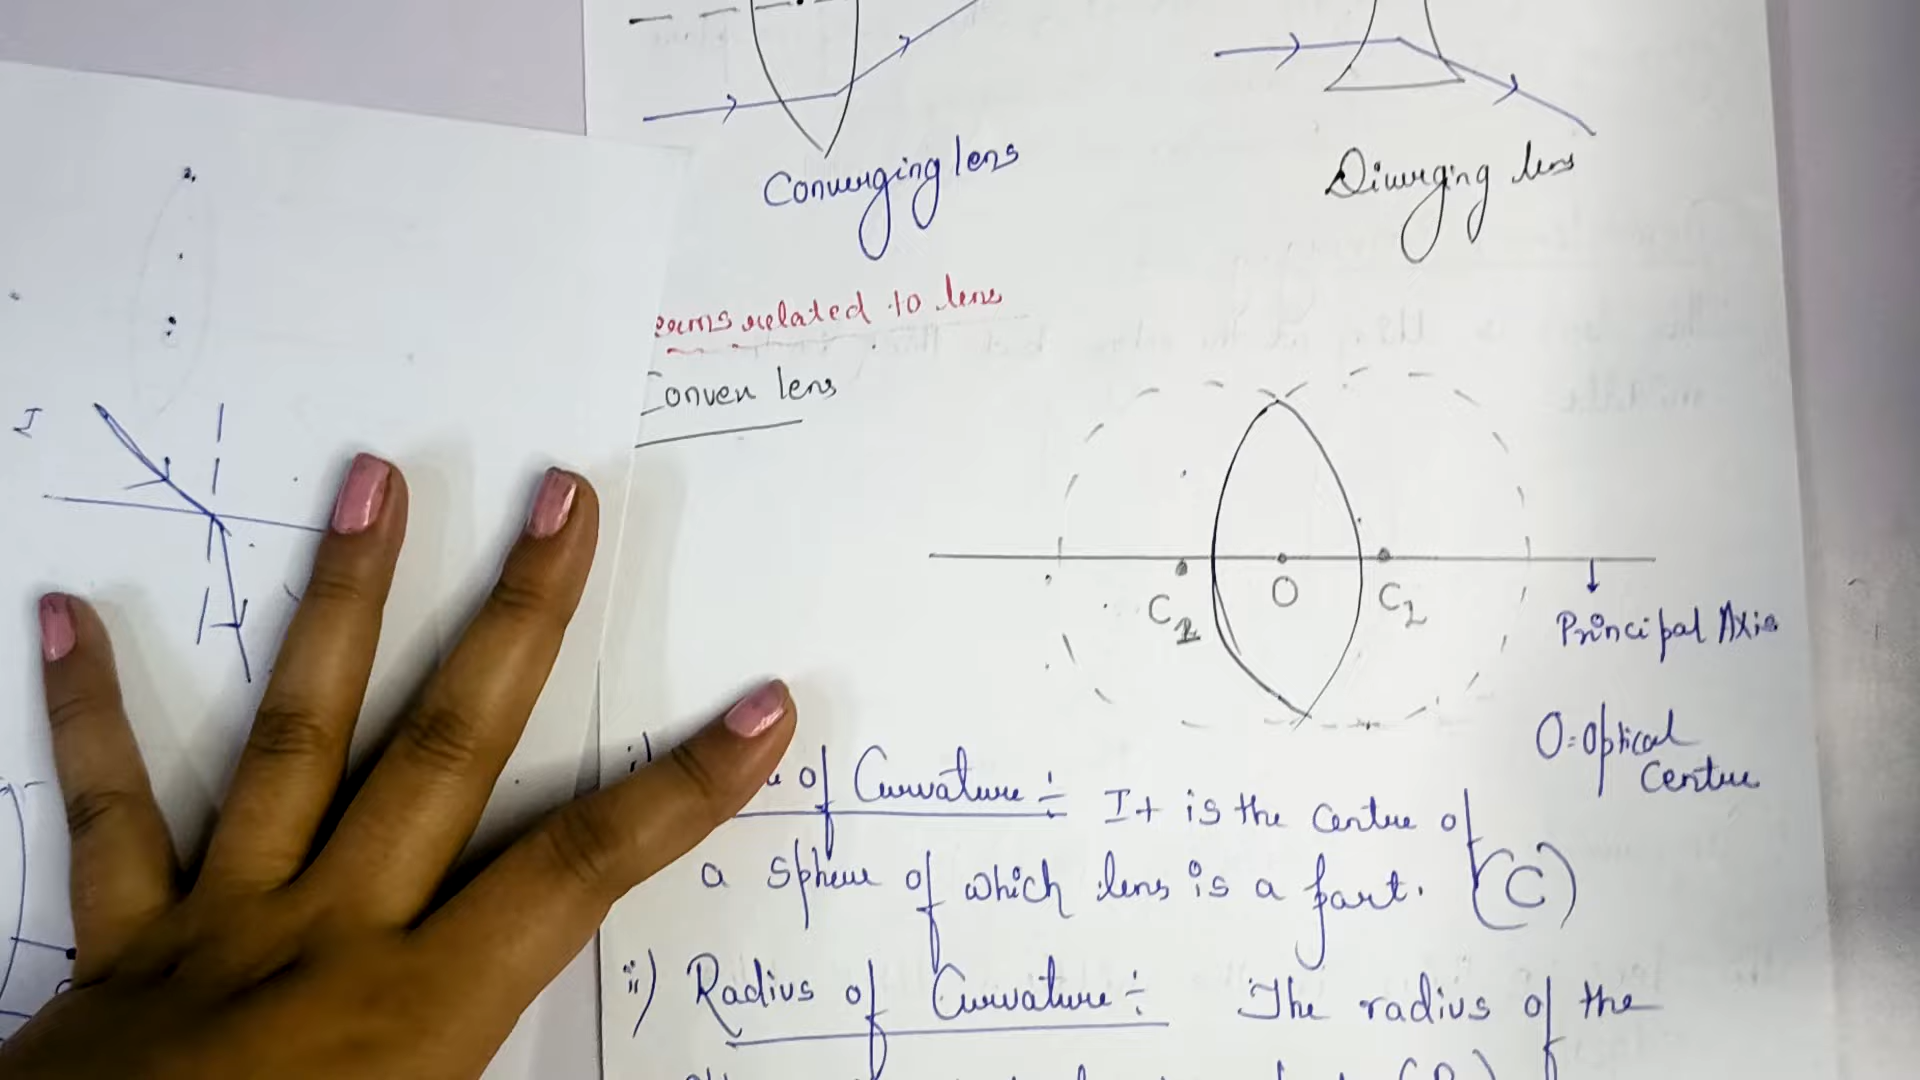 Converging lens
Diverging lens
erms related to lens
Convex lens
I
C1 O C2
Principal Axis
O = Optical
Centre
i) of Curvature :- It is the centre of
a sphere of which lens is a part. (C)
ii) Radius of Curvature :- The radius of the